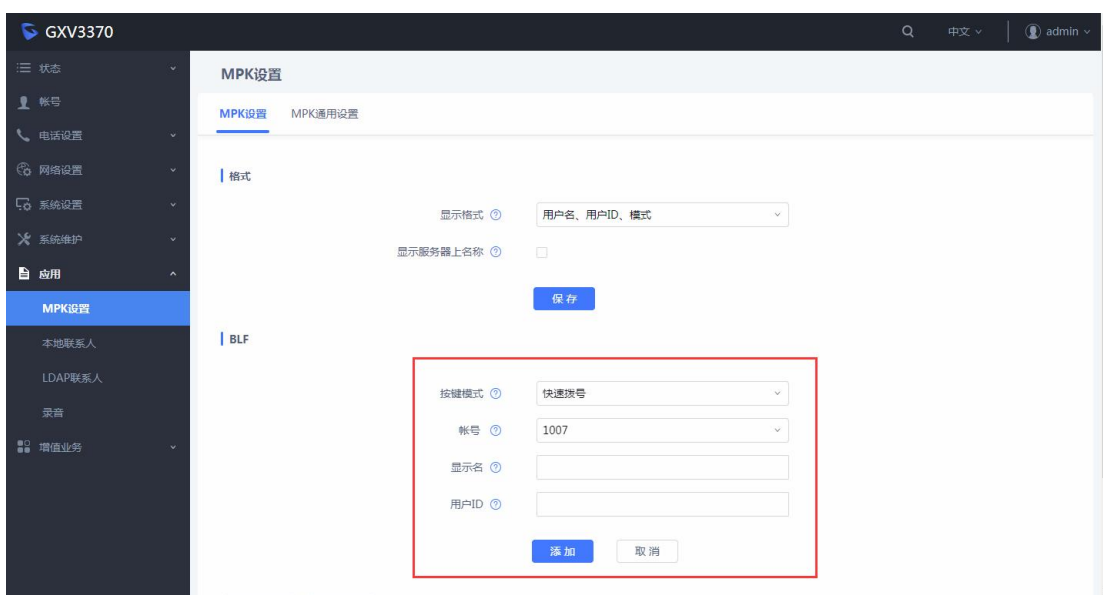 GXV3370
中文
admin
状态
帐号
电话设置
网络设置
系统设置
系统维护
应用
MPK设置
本地联系人
LDAP联系人
录音
增值业务
MPK设置
MPK设置 MPK通用设置
格式
显示格式 用户名、用户ID、模式
显示服务器上名称
保存
BLF
按键模式 快速拨号
帐号 1007
显示名
用户ID
添加 取消